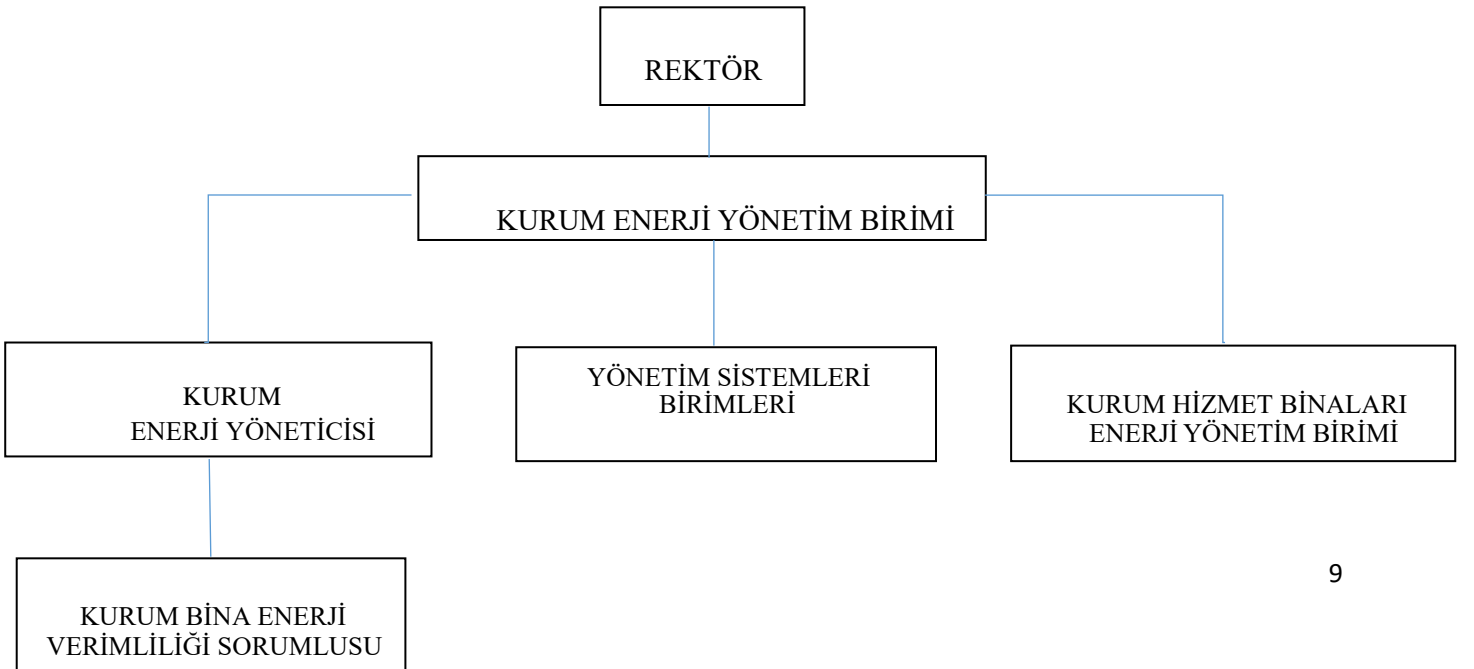 REKTÖR
KURUM ENERJİ YÖNETİM BİRİMİ
KURUM
ENERJİ YÖNETİCİSİ
YÖNETİM SİSTEMLERİ
BİRİMLERİ
KURUM HİZMET BİNALARI
ENERJİ YÖNETİM BİRİMİ
KURUM BİNA ENERJİ
VERİMLİLİĞİ SORUMLUSU
9